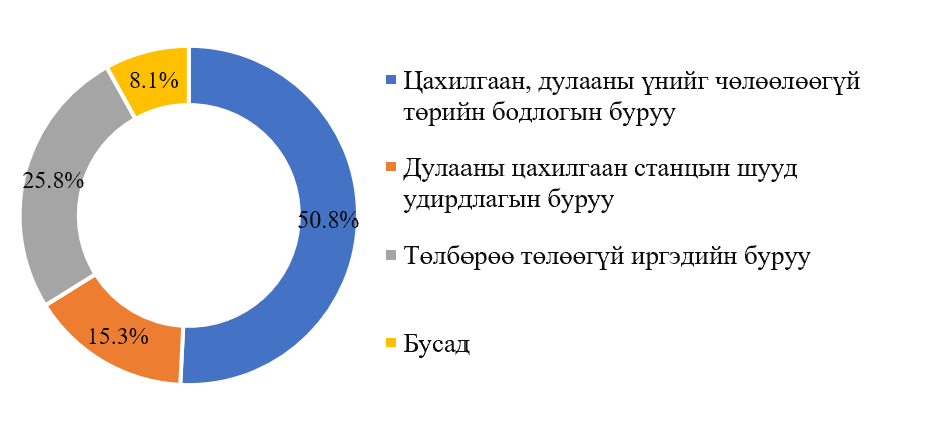 8.1%
25.8%
50.8%
15.3%
Цахилгаан, дулааны үнийг чөлөөлөөгүй
төрийн бодлогын буруу
Дулааны цахилгаан станцын шууд
удирдлагын буруу
Төлбөрөө төлөөгүй иргэдийн буруу
Бусад